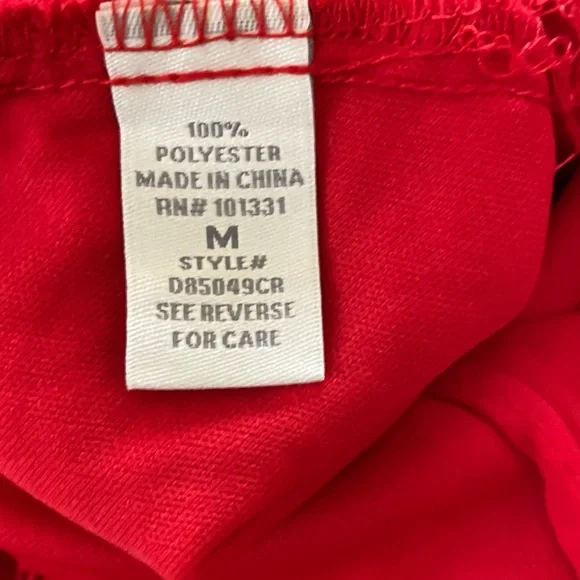 100%
POLYESTER
MADE IN CHINA
RN# 101331
M
STYLE#
D85049CR
SEE REVERSE
FOR CARE